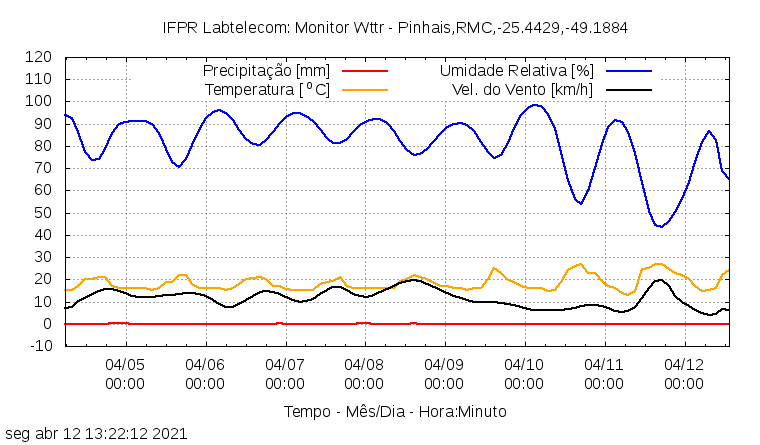 IFPR Labtelecom: Monitor Wttr - Pinhais,RMC,-25.4429,-49.1884
Precipitação [mm]
Umidade Relativa [%]
Temperatura [⁰C]
Vel. do Vento [km/h]
120
110
100
90
80
70
60
50
40
30
20
10
0
-10
04/05 04/06 04/07 04/08 04/09 04/10 04/11 04/12
00:00 00:00 00:00 00:00 00:00 00:00 00:00 00:00
Tempo - Mês/Dia - Hora:Minuto
seg abr 12 13:22:12 2021